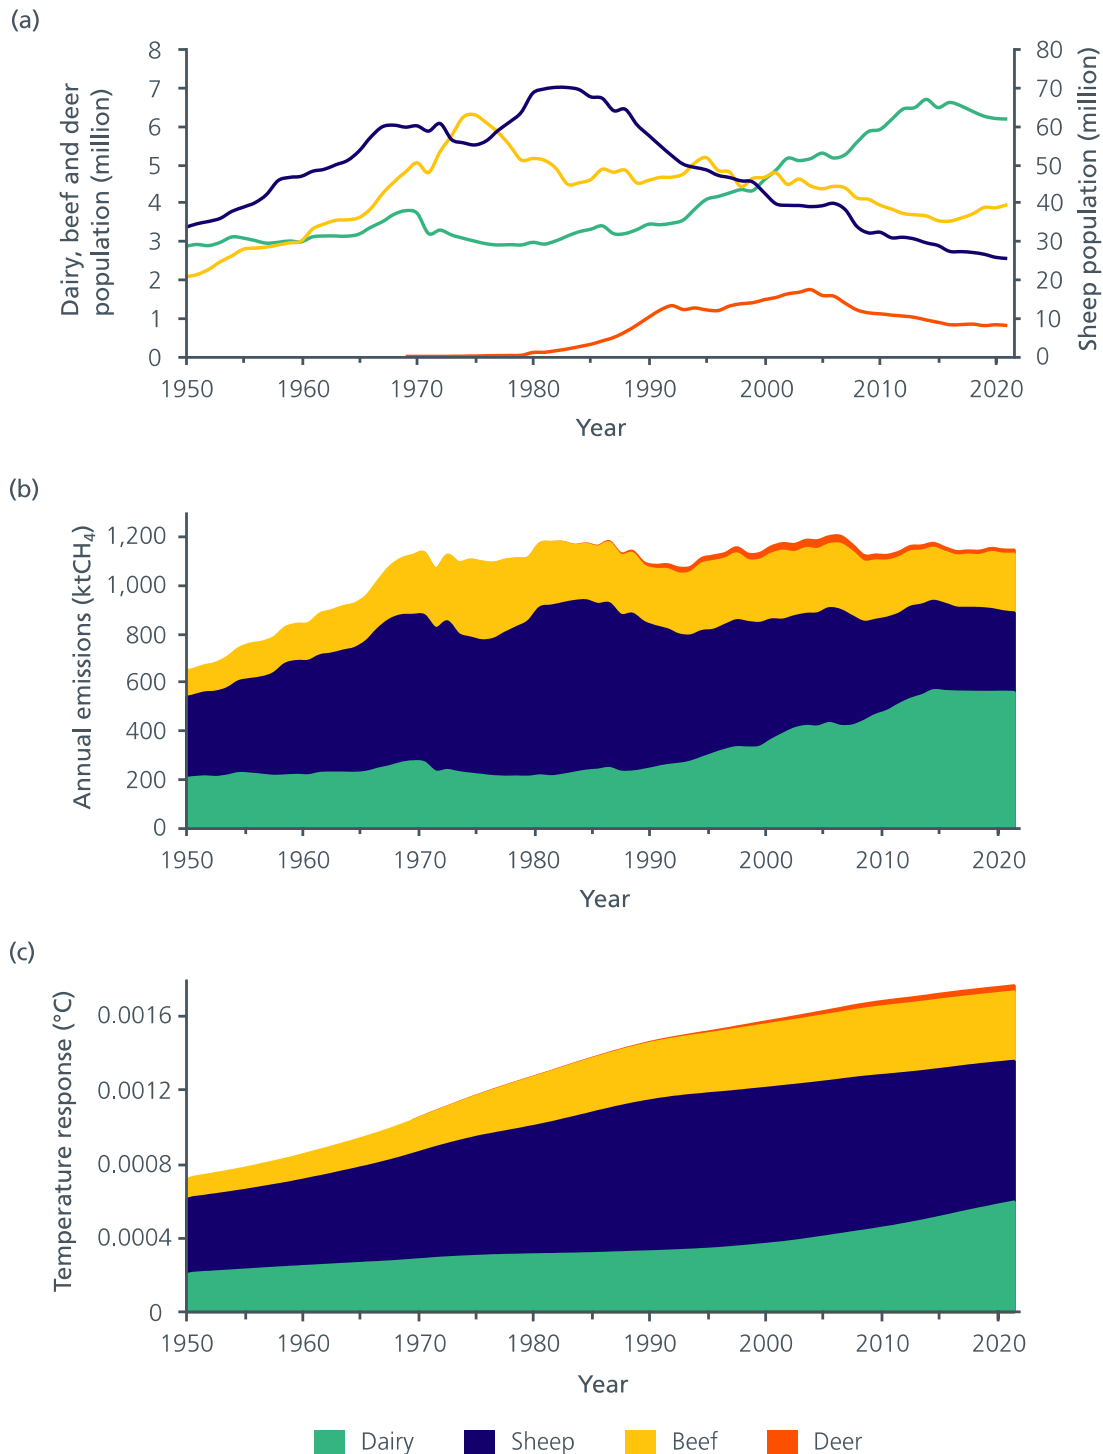 (a)
Dairy, beef and deer
population (million)
8
7
6
5
4
3
2
1
0
80
70
60
50
40
30
20
10
0
Sheep population (million)
1950 1960 1970 1980 1990 2000 2010 2020
Year
(b)
Annual emissions (ktCH₄)
1,200
1,000
800
600
400
200
0
1950 1960 1970 1980 1990 2000 2010 2020
Year
(c)
Temperature response (°C)
0.0016
0.0012
0.0008
0.0004
0
1950 1960 1970 1980 1990 2000 2010 2020
Year
Dairy Sheep Beef Deer